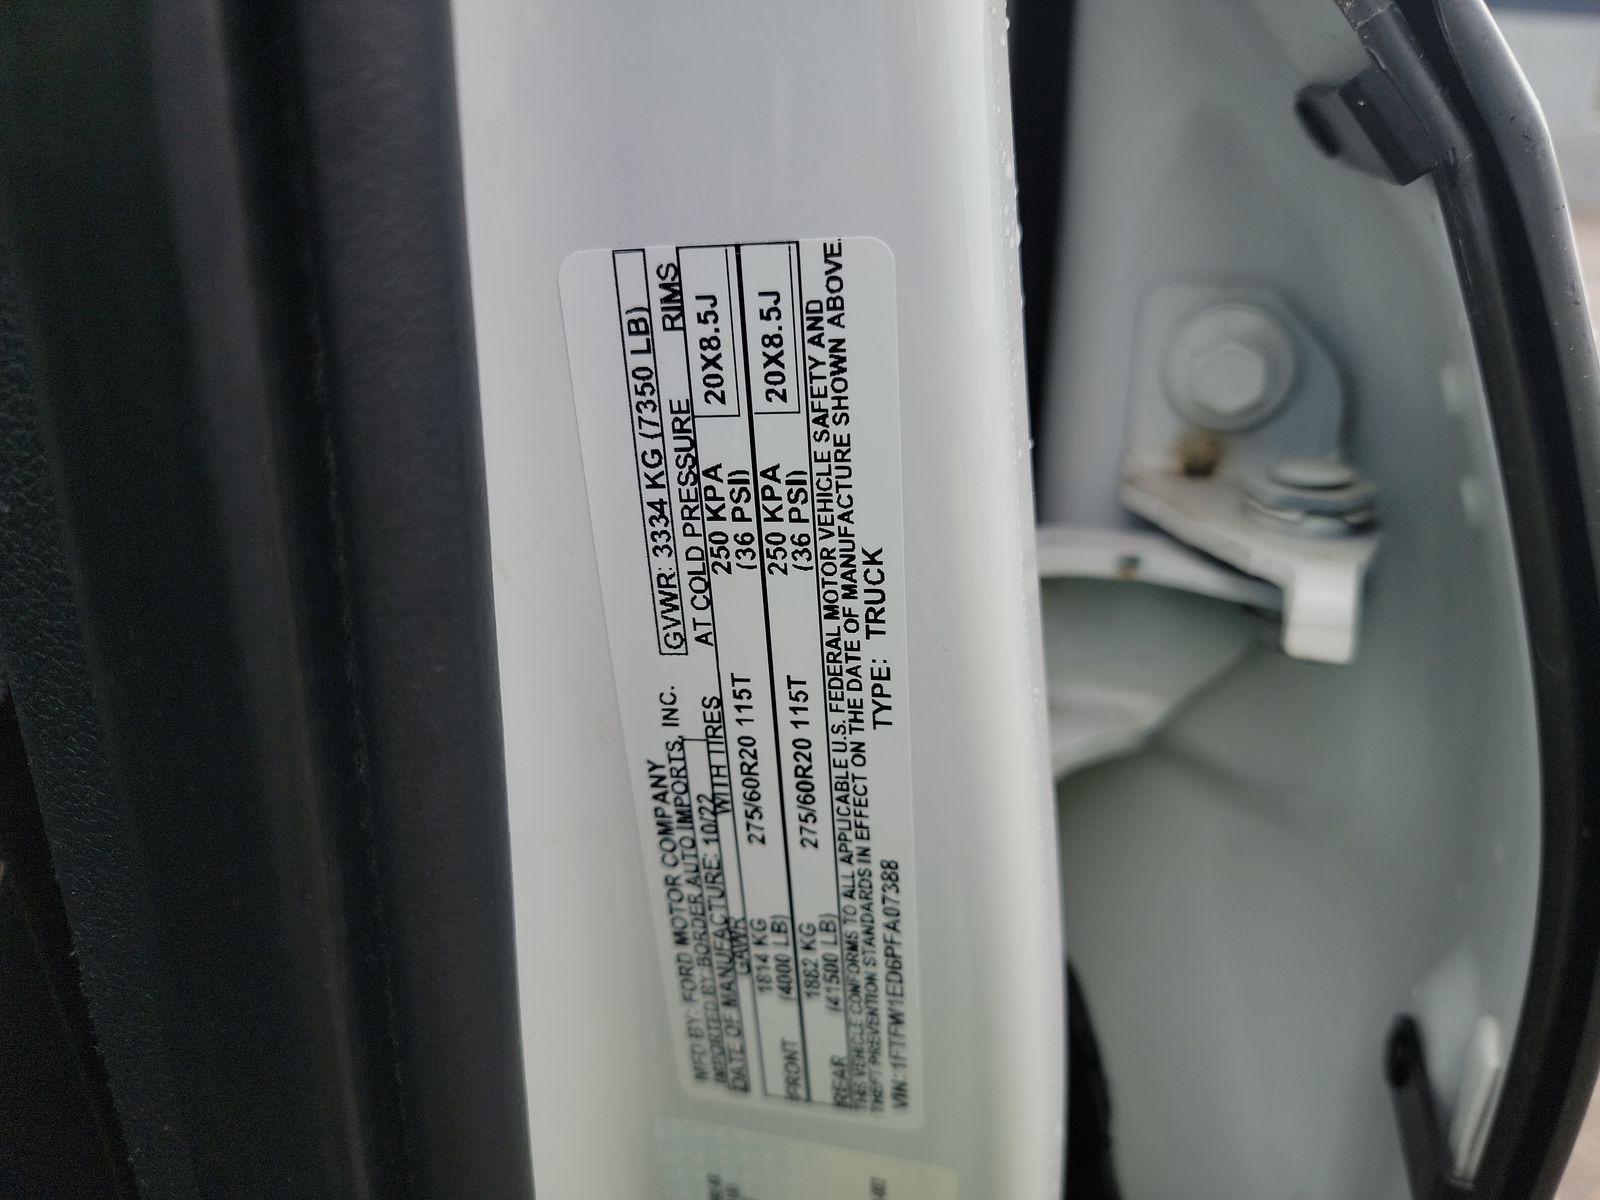 MFD BY: FORD MOTOR COMPANY
IMPORTED BY: BORDER AUTO IMPORTS, INC.
DATE OF MANUFACTURE: 10/22 GVWR: 3334 KG (7350 LB)
GAWR WITH TIRES AT COLD PRESSURE RIMS
FRONT 1814 KG 275/60R20 115T 250 KPA 20X8.5J
(4000 LB) (36 PSI)
REAR 1882 KG 275/60R20 115T 250 KPA 20X8.5J
(41500 LB) (36 PSI)
THIS VEHICLE CONFORMS TO ALL APPLICABLE U.S. FEDERAL MOTOR VEHICLE SAFETY AND
THEFT PREVENTION STANDARDS IN EFFECT ON THE DATE OF MANUFACTURE SHOWN ABOVE.
VIN: 1FTFW1ED6PFA07388 TYPE: TRUCK